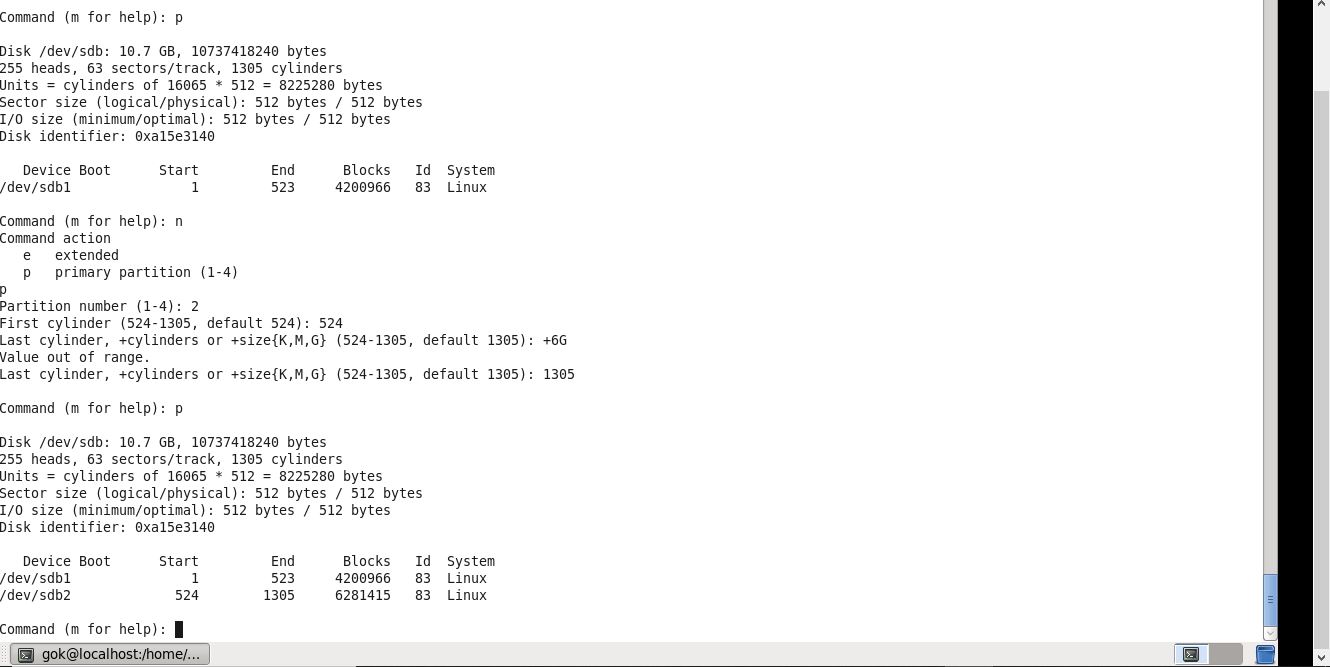 Command (m for help): p
Disk /dev/sdb: 10.7 GB, 10737418240 bytes
255 heads, 63 sectors/track, 1305 cylinders
Units = cylinders of 16065 * 512 = 8225280 bytes
Sector size (logical/physical): 512 bytes / 512 bytes
I/O size (minimum/optimal): 512 bytes / 512 bytes
Disk identifier: 0xa15e3140
Device Boot      Start         End      Blocks   Id  System
/dev/sdb1               1         523     4200966   83  Linux
Command (m for help): n
Command action
   e   extended
   p   primary partition (1-4)
p
Partition number (1-4): 2
First cylinder (524-1305, default 524): 524
Last cylinder, +cylinders or +size{K,M,G} (524-1305, default 1305): +6G
Value out of range.
Last cylinder, +cylinders or +size{K,M,G} (524-1305, default 1305): 1305
Command (m for help): p
Disk /dev/sdb: 10.7 GB, 10737418240 bytes
255 heads, 63 sectors/track, 1305 cylinders
Units = cylinders of 16065 * 512 = 8225280 bytes
Sector size (logical/physical): 512 bytes / 512 bytes
I/O size (minimum/optimal): 512 bytes / 512 bytes
Disk identifier: 0xa15e3140
Device Boot      Start         End      Blocks   Id  System
/dev/sdb1               1         523     4200966   83  Linux
/dev/sdb2             524        1305     6281415   83  Linux
Command (m for help):
gok@localhost:/home/...